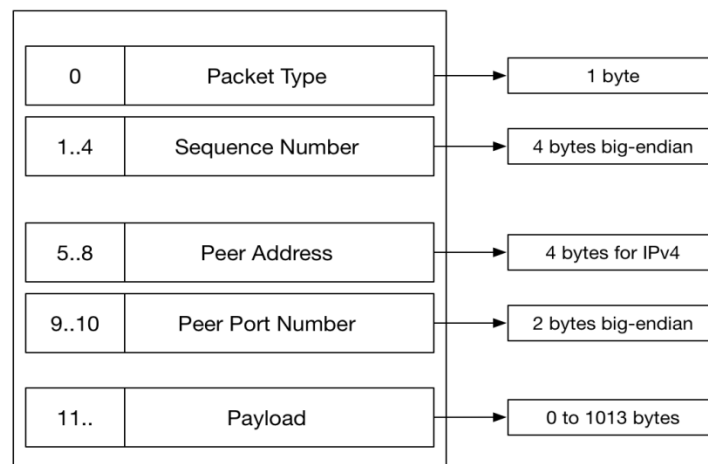 0 Packet Type 1 byte
1..4 Sequence Number 4 bytes big-endian
5..8 Peer Address 4 bytes for IPv4
9..10 Peer Port Number 2 bytes big-endian
11.. Payload 0 to 1013 bytes